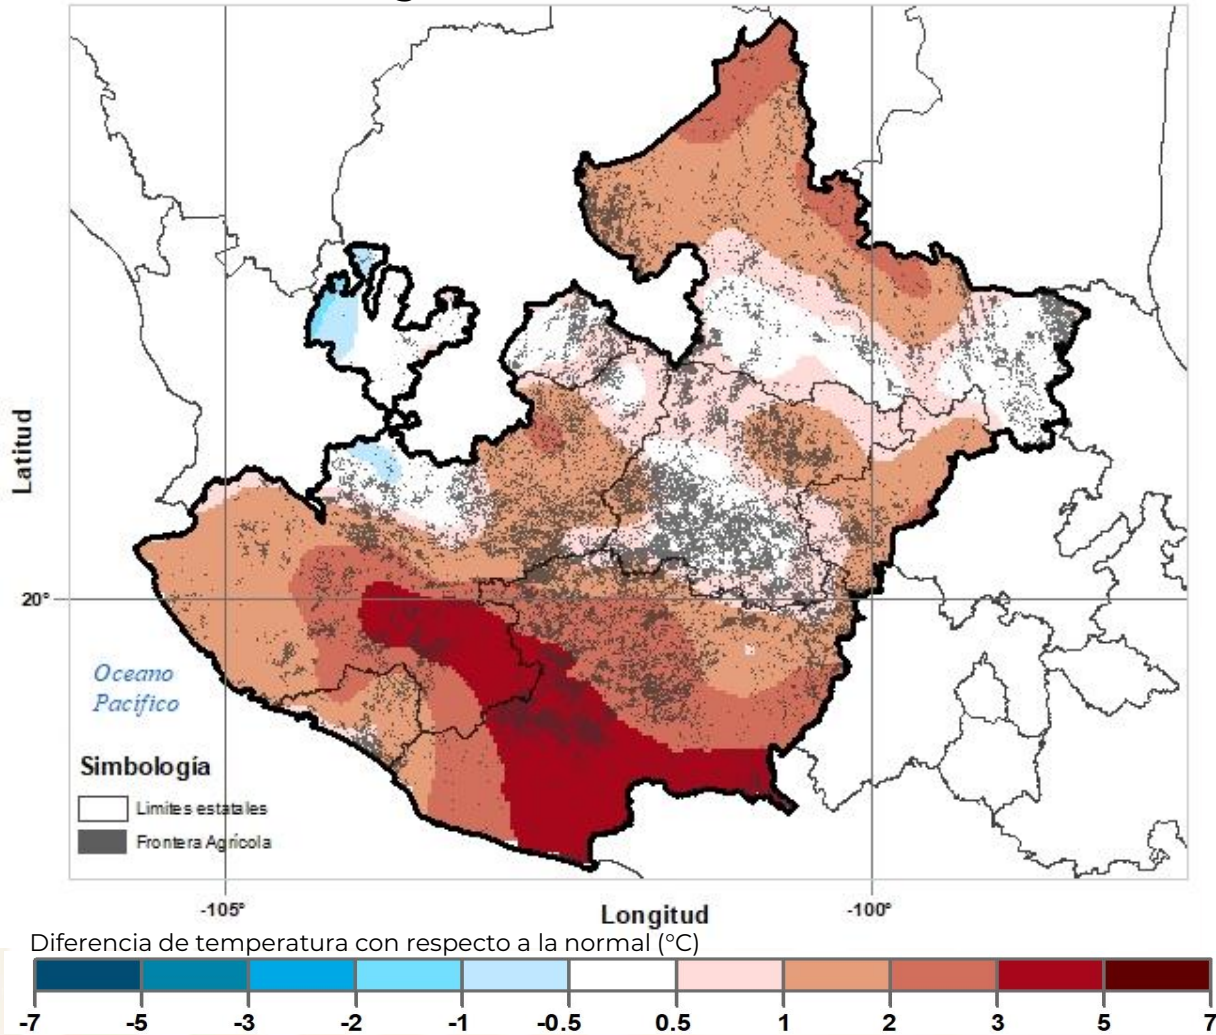 Latitud
20°
Oceano
Pacífico
Simbología
Limites estatales
Frontera Agrícola
-105°
Longitud
-100°
Diferencia de temperatura con respecto a la normal (°C)
-7 -5 -3 -2 -1 -0.5 0.5 1 2 3 5 7